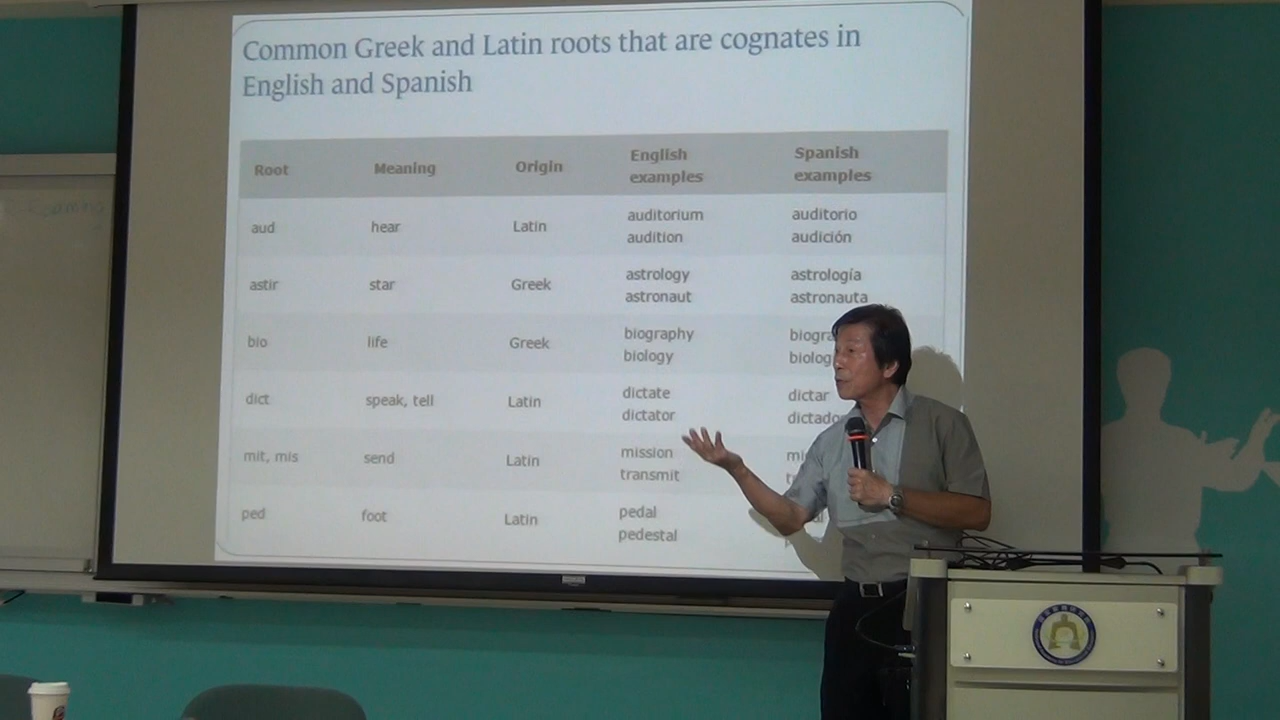 Common Greek and Latin roots that are cognates in
English and Spanish
Root Meaning Origin English examples Spanish examples
aud hear Latin auditorium auditorio
audition audición
astir star Greek astrology astrología
astronaut astronauta
bio life Greek biography
biology
dict speak, tell Latin dictate dictar
dictator
mit, mis send Latin mission
transmit
ped foot Latin pedal
pedestal